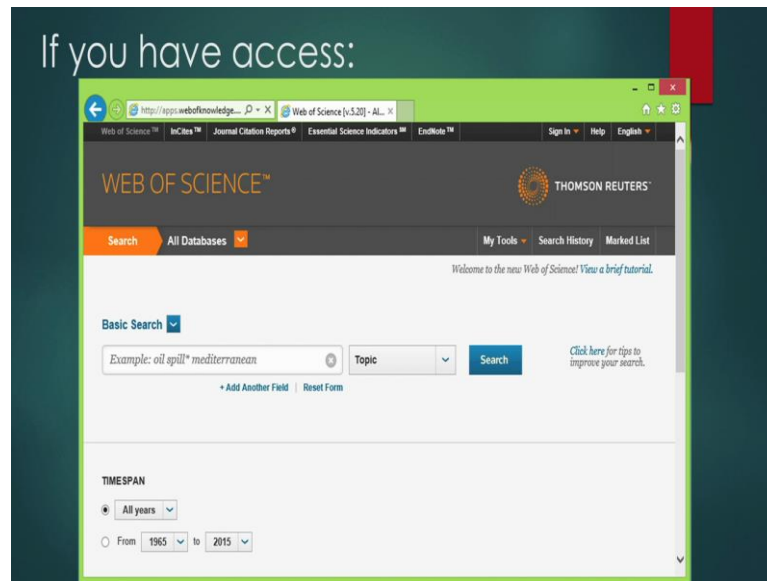 If you have access:
http://apps.webofknowledge.... Web of Science [v.5.20] - AL...
Web of Science™ InCites™ Journal Citation Reports® Essential Science Indicators℠ EndNote™ Sign In Help English
WEB OF SCIENCE™ THOMSON REUTERS™
Search All Databases My Tools Search History Marked List
Welcome to the new Web of Science! View a brief tutorial.
Basic Search
Example: oil spill* mediterranean Topic Search Click here for tips to
improve your search.
+ Add Another Field | Reset Form
TIMESPAN
All years
From 1965 to 2015